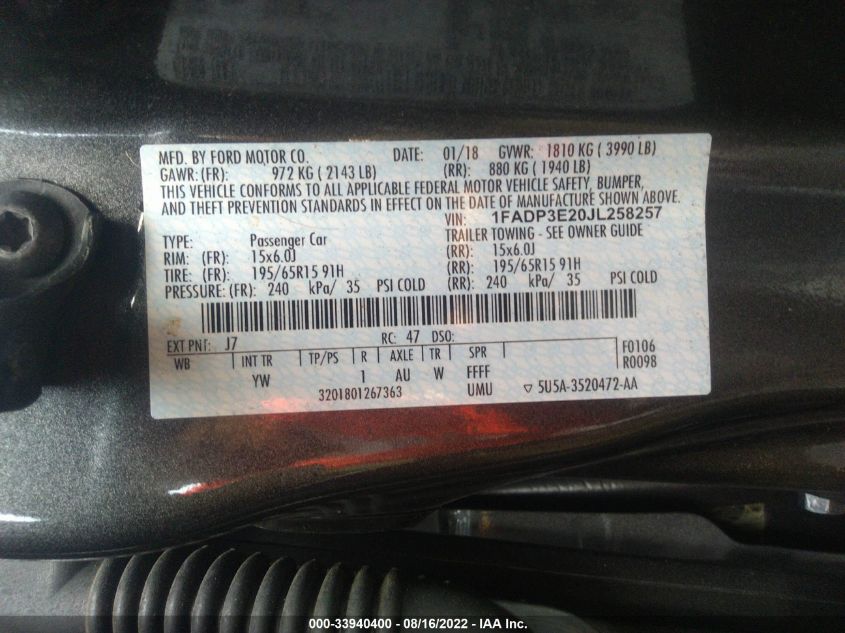 MFD. BY FORD MOTOR CO. DATE: 01/18 GVWR: 1810 KG ( 3990 LB)
GAWR: (FR): 972 KG ( 2143 LB) (RR): 880 KG ( 1940 LB)
THIS VEHICLE CONFORMS TO ALL APPLICABLE FEDERAL MOTOR VEHICLE SAFETY, BUMPER,
AND THEFT PREVENTION STANDARDS IN EFFECT ON THE DATE OF MANUFACTURE SHOWN ABOVE.
VIN: 1FADP3E20JL258257
TYPE: Passenger Car TRAILER TOWING - SEE OWNER GUIDE
RIM: (FR): 15x6.0J (RR): 15x6.0J
TIRE: (FR): 195/65R15 91H (RR): 195/65R15 91H
PRESSURE: (FR): 240 kPa/ 35 PSI COLD (RR): 240 kPa/ 35 PSI COLD
EXT PNT: J7 RC: 47 DSO:
WB INT TR TP/PS R AXLE TR SPR F0106
YW 1 AU W FFFF R0098
3201801267363 UMU ▽ 5U5A-3520472-AA
000-33940400 - 08/16/2022 - IAA Inc.